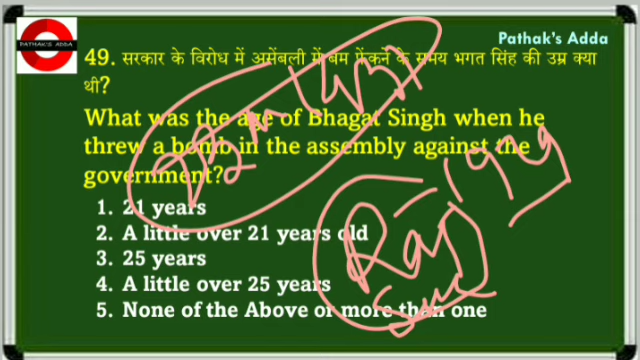 Pathak's Adda
PATHAK'S ADDA
49. सरकार के विरोध में अमेंबली में बम फेंकने के समय भगत सिंह की उम्र क्या
थी?
What was the age of Bhagat Singh when he
threw a bomb in the assembly against the
government?
1. 21 years
2. A little over 21 years old
3. 25 years
4. A little over 25 years
5. None of the Above or more than one
1929
Raj